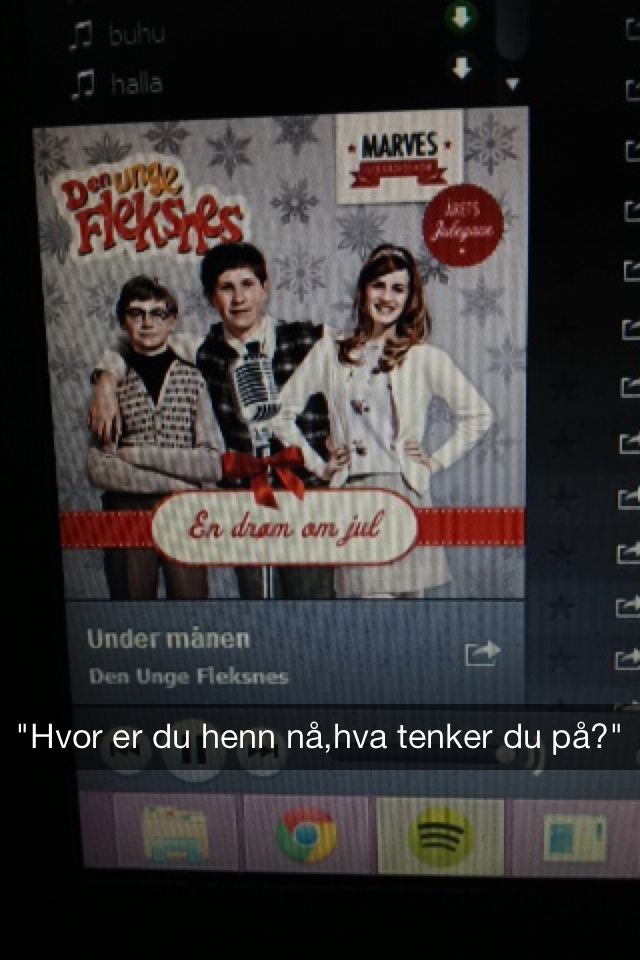 buhu
halla
MARVES
Den unge
Fleksnes
ÅRETS
Julegave
En drøm om jul
Under månen
Den Unge Fleksnes
"Hvor er du henn nå,hva tenker du på?"